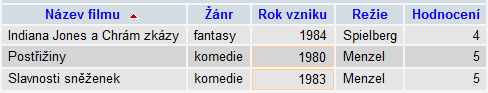 Název filmu Žánr Rok vzniku Režie Hodnocení
Indiana Jones a Chrám zkázy fantasy 1984 Spielberg 4
Postřižiny komedie 1980 Menzel 5
Slavnosti sněženek komedie 1983 Menzel 5